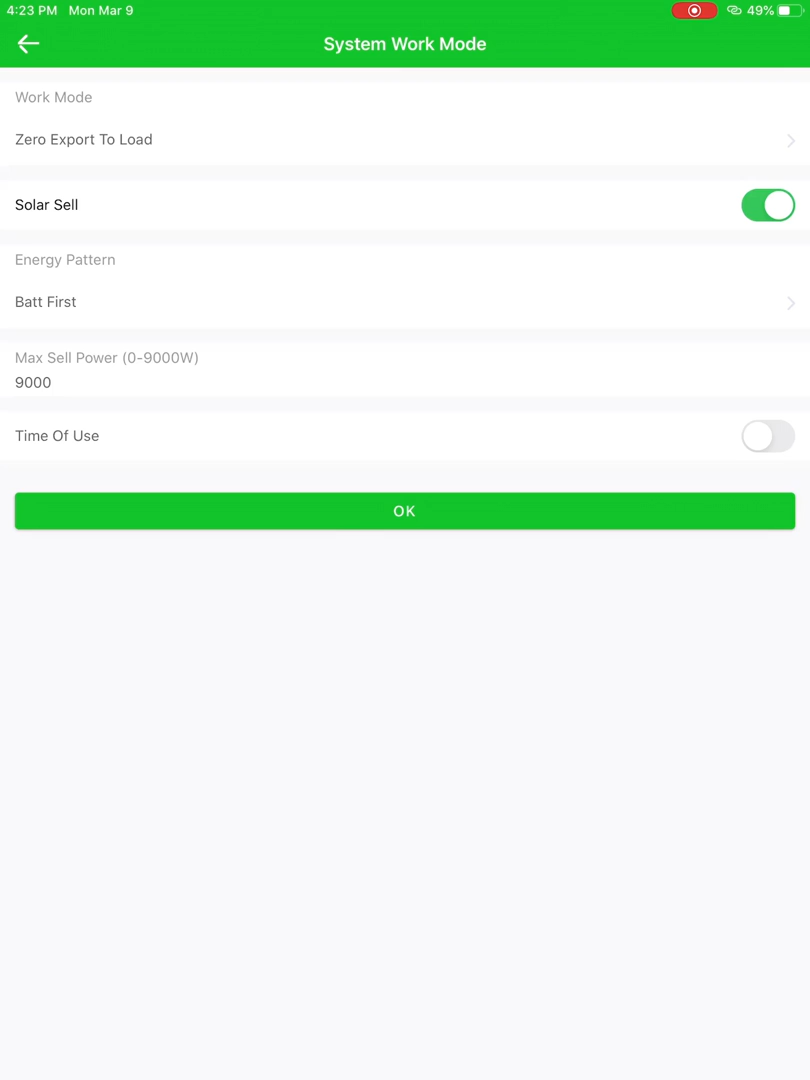 4:23 PM Mon Mar 9 49%
System Work Mode
Work Mode
Zero Export To Load
Solar Sell
Energy Pattern
Batt First
Max Sell Power (0-9000W)
9000
Time Of Use
OK